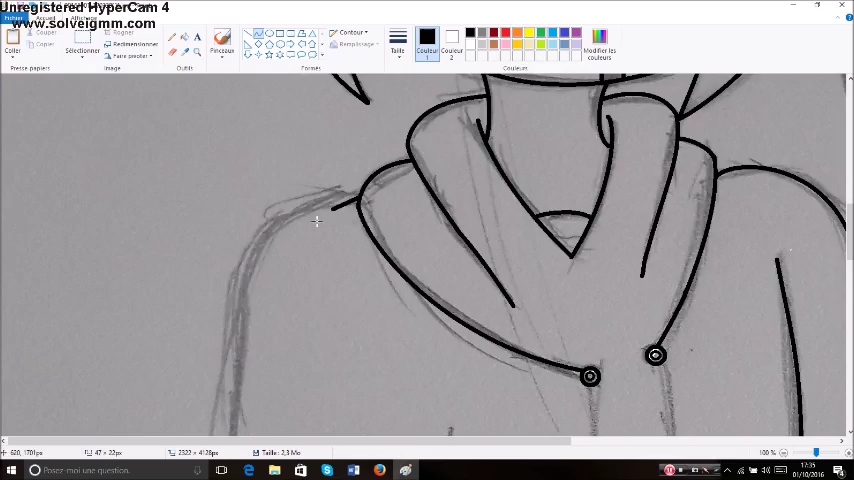 Unregistered HyperCam 4
www.solveigmm.com
Fichier
Accueil
Affichage
Coller
Sélectionner
Couper
Copier
Rogner
Redimensionner
Faire pivoter
Pinceaux
Contour
Remplissage
Taille
Couleur 1
Couleur 2
Modifier les couleurs
Presse papiers
Image
Outils
Formes
Couleurs
620, 1701px
47 × 22px
2322 × 4128px
Taille : 2,3 Mo
100 %
Posez-moi une question.
17:35
01/10/2016